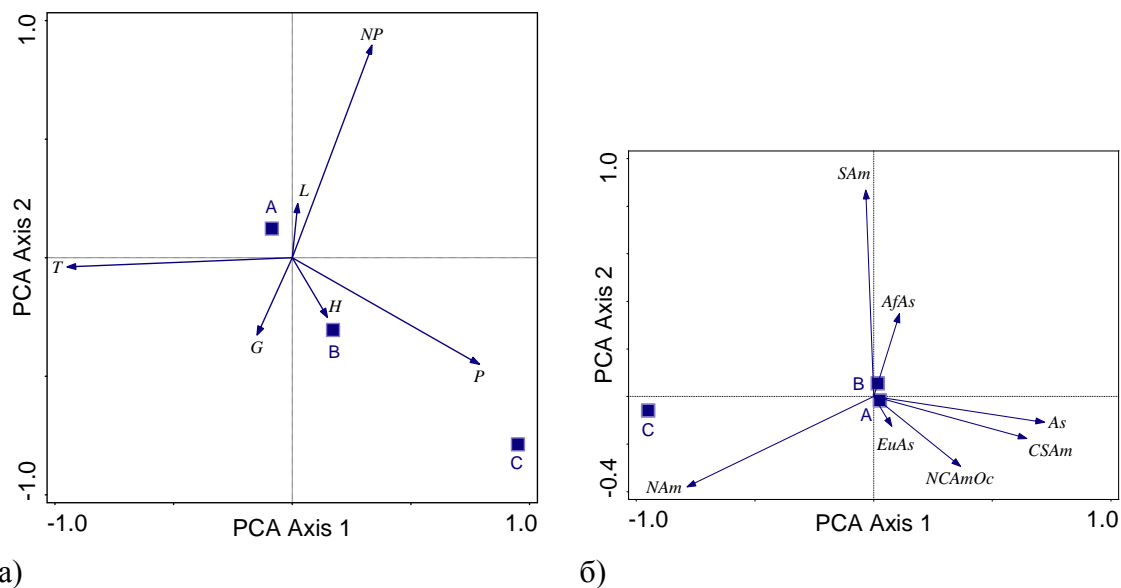 1.0
NP
L
A
T
PCA Axis 2
H
G
B
P
C
-1.0
-1.0
PCA Axis 1
1.0
а)
1.0
SAm
PCA Axis 2
AfAs
B
A
C
As
EuAs
CSAm
NCAmOc
NAm
-0.4
-1.0
PCA Axis 1
1.0
б)